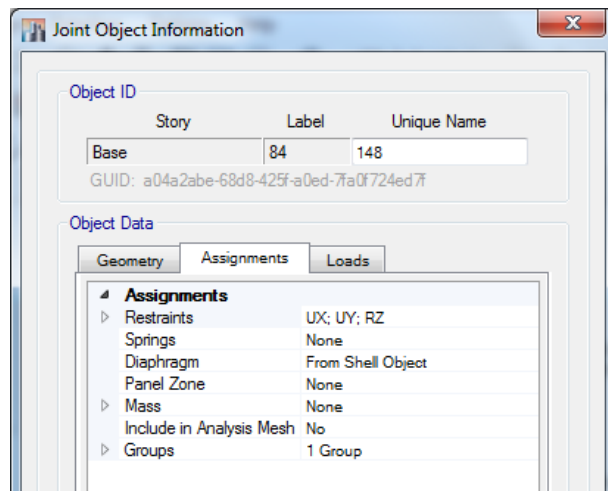 Joint Object Information
Object ID
Story Label Unique Name
Base 84 148
GUID: a04a2abe-68d8-425f-a0ed-7fa0f724ed7f
Object Data
Geometry Assignments Loads
Assignments
Restraints UX; UY; RZ
Springs None
Diaphragm From Shell Object
Panel Zone None
Mass None
Include in Analysis Mesh No
Groups 1 Group